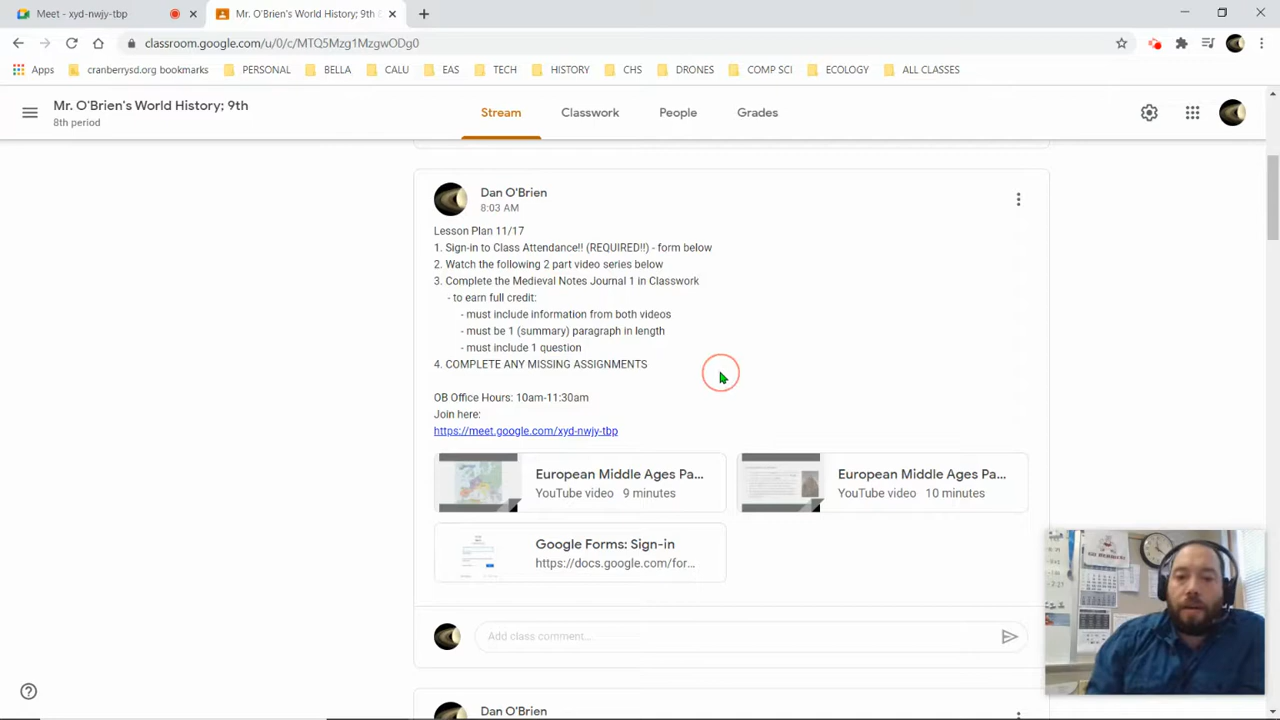 Meet - xyd-nwjy-tbp
Mr. O'Brien's World History; 9th
classroom.google.com/u/0/c/MTQ5Mzg1MzgwODg0
Apps cranberrysd.org bookmarks PERSONAL BELLA CALU EAS TECH HISTORY CHS DRONES COMP SCI ECOLOGY ALL CLASSES
Mr. O'Brien's World History; 9th
8th period
Stream Classwork People Grades
Dan O'Brien
8:03 AM
Lesson Plan 11/17
1. Sign-in to Class Attendance!! (REQUIRED!!) - form below
2. Watch the following 2 part video series below
3. Complete the Medieval Notes Journal 1 in Classwork
- to earn full credit:
- must include information from both videos
- must be 1 (summary) paragraph in length
- must include 1 question
4. COMPLETE ANY MISSING ASSIGNMENTS
OB Office Hours: 10am-11:30am
Join here:
https://meet.google.com/xyd-nwjy-tbp
European Middle Ages Pa...
YouTube video 9 minutes
European Middle Ages Pa...
YouTube video 10 minutes
Google Forms: Sign-in
https://docs.google.com/for...
Add class comment...
Dan O'Brien